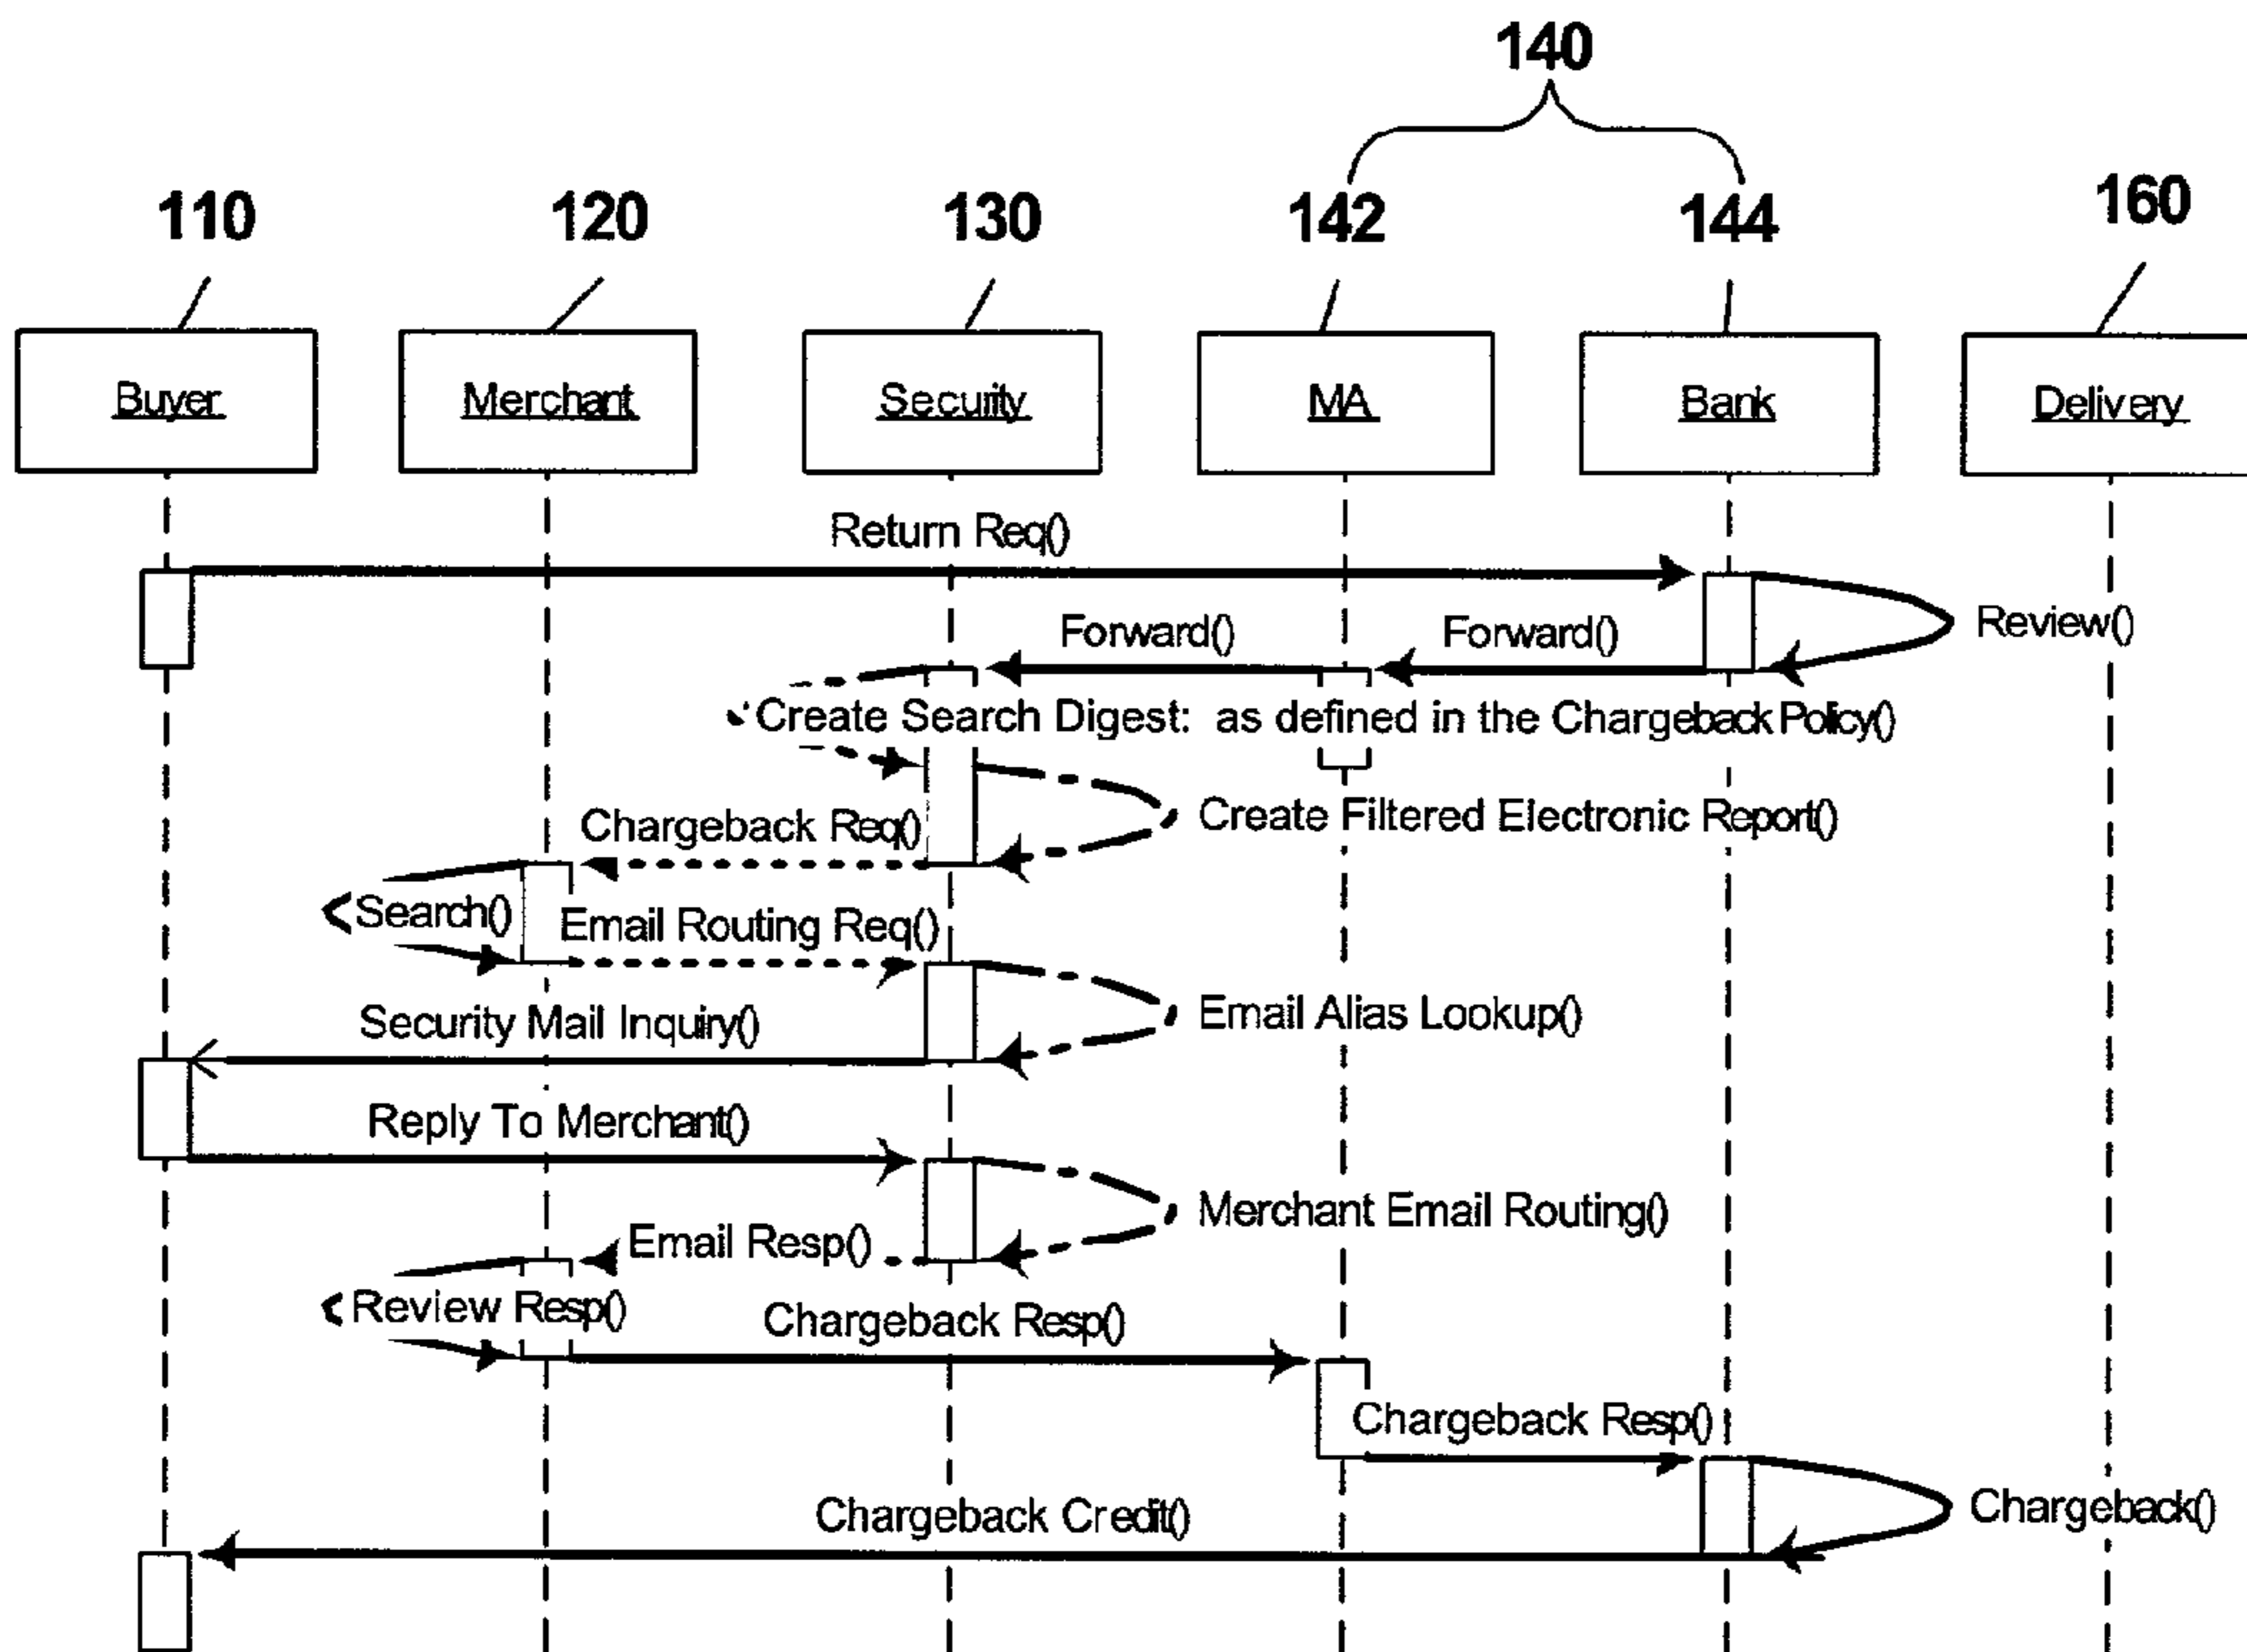 140
110
120
130
142
144
160
Buyer
Merchant
Security
MA
Bank
Delivery
Return Req()
Review()
Forward()
Forward()
Create Search Digest: as defined in the Chargeback Policy()
Create Filtered Electronic Report()
Chargeback Req()
Search()
Email Routing Req()
Email Alias Lookup()
Security Mail Inquiry()
Reply To Merchant()
Merchant Email Routing()
Email Resp()
Review Resp()
Chargeback Resp()
Chargeback Resp()
Chargeback()
Chargeback Credit()